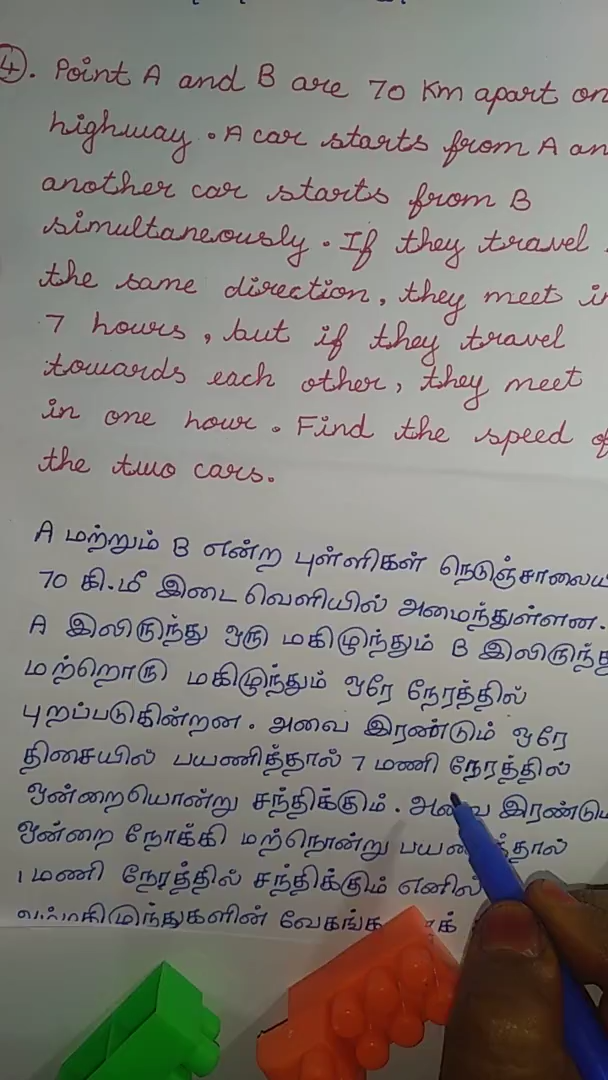 4. Point A and B are 70 Km apart on
highway. A car starts from A an
another car starts from B
simultaneously. If they travel
the same direction, they meet in
7 hours, but if they travel
towards each other, they meet
in one hour. Find the speed of
the two cars.
A மற்றும் B என்ற புள்ளிகள் நெடுஞ்சாலையி
70 கி.மீ இடைவெளியில் அமைந்துள்ளன.
A இலிருந்து ஒரு மகிழுந்தும் B இலிருந்து
மற்றொரு மகிழுந்தும் ஒரே நேரத்தில்
புறப்படுகின்றன. அவை இரண்டும் ஒரே
திசையில் பயணித்தால் 7 மணி நேரத்தில்
ஒன்றையொன்று சந்திக்கும். அவை இரண்டும்
ஒன்றை நோக்கி மற்நொன்று
1 மணி நேரத்தில் சந்திக்கும் எனில்